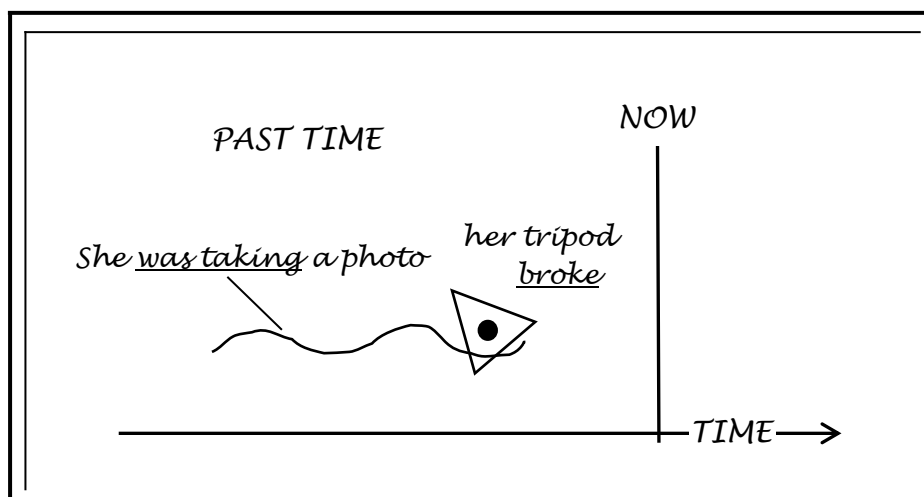 NOW
PAST TIME
her tripod
She was taking a photo
broke
TIME